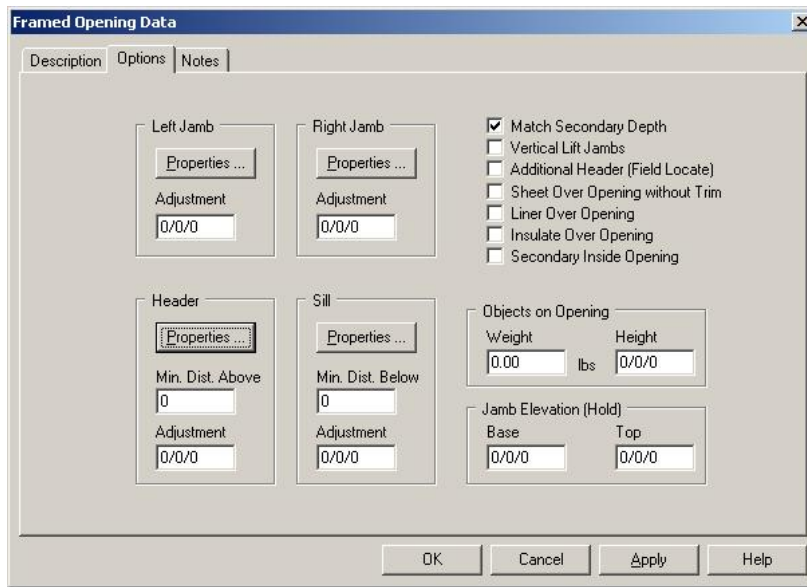 Framed Opening Data
Description Options Notes
Left Jamb
Properties ...
Adjustment
0/0/0
Right Jamb
Properties ...
Adjustment
0/0/0
Match Secondary Depth
Vertical Lift Jambs
Additional Header (Field Locate)
Sheet Over Opening without Trim
Liner Over Opening
Insulate Over Opening
Secondary Inside Opening
Header
Properties ...
Min. Dist. Above
0
Adjustment
0/0/0
Sill
Properties ...
Min. Dist. Below
0
Adjustment
0/0/0
Objects on Opening
Weight Height
0.00 lbs 0/0/0
Jamb Elevation (Hold)
Base Top
0/0/0 0/0/0
OK Cancel Apply Help